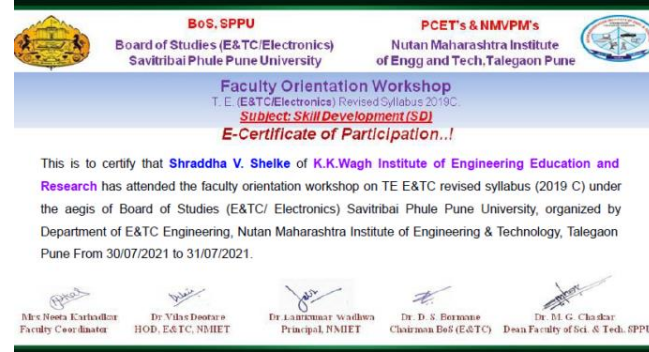 BoS, SPPU
Board of Studies (E&TC/Electronics)
Savitribai Phule Pune University
PCET's & NMVPM's
Nutan Maharashtra Institute
of Engg and Tech,Talegaon Pune
Faculty Orientation Workshop
T. E. (E&TC/Electronics) Revised Syllabus 2019C.
Subject: Skill Development (SD)
E-Certificate of Participation..!
This is to certify that Shraddha V. Shelke of K.K.Wagh Institute of Engineering Education and
Research has attended the faculty orientation workshop on TE E&TC revised syllabus (2019 C) under
the aegis of Board of Studies (E&TC/ Electronics) Savitribai Phule Pune University, organized by
Department of E&TC Engineering, Nutan Maharashtra Institute of Engineering & Technology, Talegaon
Pune From 30/07/2021 to 31/07/2021.
Mrs Neeta Karhadkar
Faculty Coordinator
Dr Vilas Deotare
HOD, E&TC, NMIET
Dr. Wadhwa
Principal, NMIET
Dr. D. S. Bormane
Chairman BoS (E&TC)
Dr. M. G. Chaskar
Dean Faculty of Sci. & Tech. SPPU